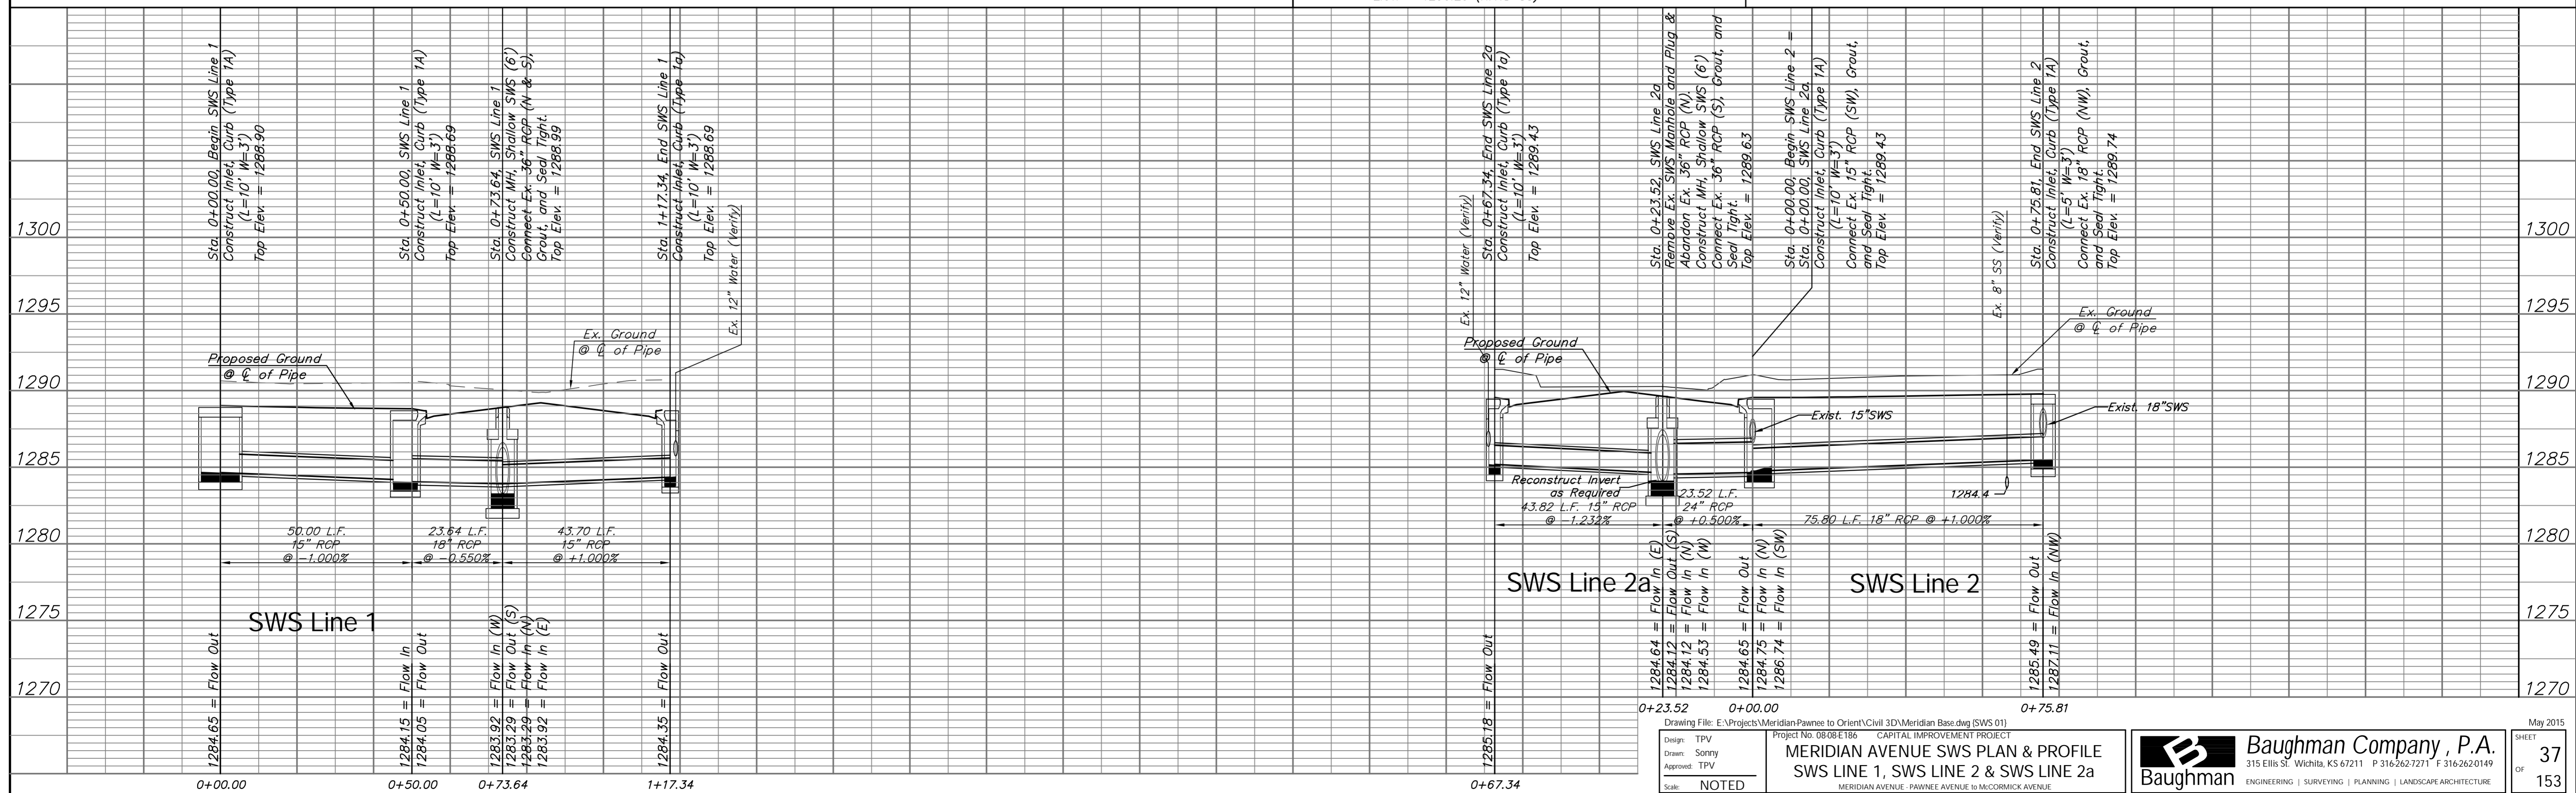 Sta. 0+00.00, Begin SWS Line 1
Construct Inlet, Curb (Type 1A)
(L=10' W=3')
Top Elev. = 1288.90
Sta. 0+50.00, SWS Line 1
Construct Inlet, Curb (Type 1A)
(L=10' W=3')
Top Elev. = 1288.69
Sta. 0+73.64, SWS Line 1
Construct MH, Shallow SWS (6')
Connect Ex. 36" RCP (N & S),
Grout, and Seal Tight.
Top Elev. = 1288.99
Sta. 1+17.34, End SWS Line 1
Construct Inlet, Curb (Type 1a)
(L=10' W=3')
Top Elev. = 1288.69
Ex. 12" Water (Verify)
Ex. 12" Water (Verify)
Sta. 0+67.34, End SWS Line 2a
Construct Inlet, Curb (Type 1a)
(L=10' W=3')
Top Elev. = 1289.43
Sta. 0+23.52, SWS Line 2a
Remove Ex. SWS Manhole and Plug &
Abandon Ex. 36" RCP (N).
Construct MH, Shallow SWS (6')
Connect Ex. 36" RCP (S), Grout, and
Seal Tight.
Top Elev. = 1289.63
Sta. 0+00.00, Begin SWS Line 2 =
Sta. 0+00.00, SWS Line 2a.
Construct Inlet, Curb (Type 1A)
(L=10' W=3')
Connect Ex. 15" RCP (SW), Grout,
and Seal Tight.
Top Elev. = 1289.43
Ex. 8" SS (Verify)
Sta. 0+75.81, End SWS Line 2
Construct Inlet, Curb (Type 1A)
(L=5' W=3')
Connect Ex. 18" RCP (NW), Grout,
and Seal Tight.
Top Elev. = 1289.74
1300
1295
1290
1285
1280
1275
1270
1300
1295
1290
1285
1280
1275
1270
Proposed Ground
@ ℄ of Pipe
Ex. Ground
@ ℄ of Pipe
Proposed Ground
@ ℄ of Pipe
Ex. Ground
@ ℄ of Pipe
Exist. 15"SWS
Exist. 18"SWS
Reconstruct Invert
as Required
1284.4
50.00 L.F.
15" RCP
@ -1.000%
23.64 L.F.
18" RCP
@ -0.550%
43.70 L.F.
15" RCP
@ +1.000%
43.82 L.F. 15" RCP
@ -1.232%
23.52 L.F.
24" RCP
@ +0.500%
75.80 L.F. 18" RCP @ +1.000%
SWS Line 1
SWS Line 2a
SWS Line 2
1284.65 = Flow Out
1284.15 = Flow In
1284.05 = Flow Out
1283.92 = Flow In (W)
1283.29 = Flow Out (S)
1283.29 = Flow In (N)
1283.92 = Flow In (E)
1284.35 = Flow Out
1285.18 = Flow Out
1284.64 = Flow In (E)
1284.12 = Flow Out (S)
1284.12 = Flow In (N)
1284.53 = Flow In (W)
1284.65 = Flow Out
1284.75 = Flow In (N)
1286.74 = Flow In (SW)
1285.49 = Flow Out
1287.11 = Flow In (NW)
0+00.00
0+50.00
0+73.64
1+17.34
0+67.34
0+23.52
0+00.00
0+75.81
Drawing File: E:\Projects\Meridian-Pawnee to Orient\Civil 3D\Meridian Base.dwg (SWS 01)
May 2015
Design: TPV
Drawn: Sonny
Approved: TPV
Scale: NOTED
Project No. 08-08-E186 CAPITAL IMPROVEMENT PROJECT
MERIDIAN AVENUE SWS PLAN & PROFILE
SWS LINE 1, SWS LINE 2 & SWS LINE 2a
MERIDIAN AVENUE - PAWNEE AVENUE to McCORMICK AVENUE
Baughman
Baughman Company, P.A.
315 Ellis St. Wichita, KS 67211 P 316-262-7271 F 316-262-0149
ENGINEERING | SURVEYING | PLANNING | LANDSCAPE ARCHITECTURE
SHEET
37
OF
153